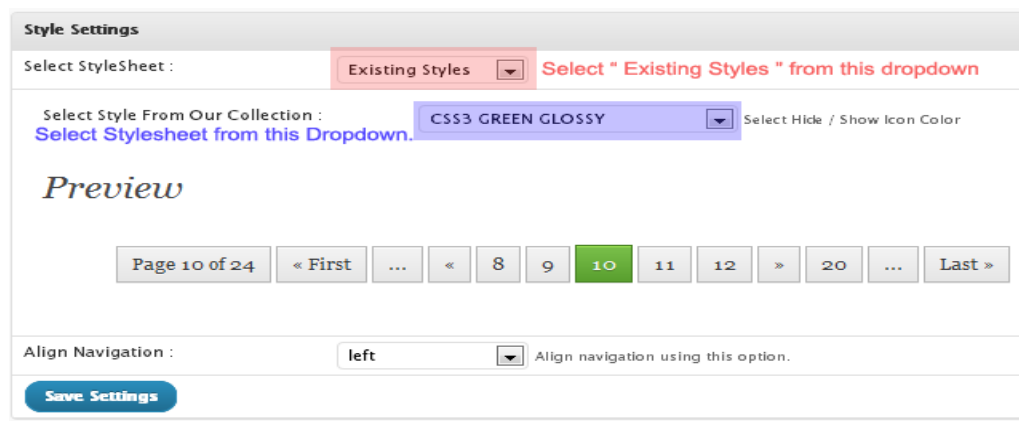 Style Settings
Select StyleSheet : Existing Styles Select " Existing Styles " from this dropdown
Select Style From Our Collection : CSS3 GREEN GLOSSY Select Hide / Show Icon Color
Select Stylesheet from this Dropdown.
Preview
Page 10 of 24 « First ... « 8 9 10 11 12 » 20 ... Last »
Align Navigation : left Align navigation using this option.
Save Settings